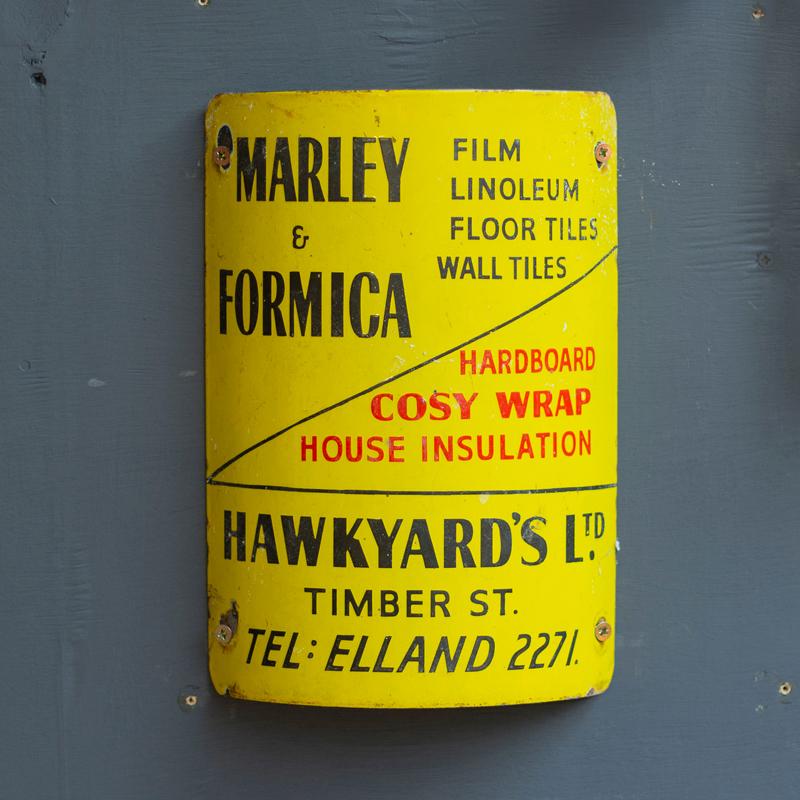 MARLEY
&
FORMICA
FILM
LINOLEUM
FLOOR TILES
WALL TILES
HARDBOARD
COSY WRAP
HOUSE INSULATION
HAWKYARD'S LTD.
TIMBER ST.
TEL: ELLAND 2271.